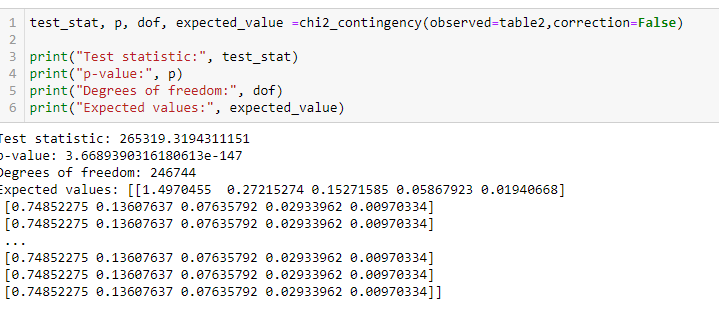 1 test_stat, p, dof, expected_value =chi2_contingency(observed=table2,correction=False)
2
3 print("Test statistic:", test_stat)
4 print("p-value:", p)
5 print("Degrees of freedom:", dof)
6 print("Expected values:", expected_value)
Test statistic: 265319.3194311151
p-value: 3.6689390316180613e-147
Degrees of freedom: 246744
Expected values: [[1.4970455  0.27215274 0.15271585 0.05867923 0.01940668]
[0.74852275 0.13607637 0.07635792 0.02933962 0.00970334]
[0.74852275 0.13607637 0.07635792 0.02933962 0.00970334]
...
[0.74852275 0.13607637 0.07635792 0.02933962 0.00970334]
[0.74852275 0.13607637 0.07635792 0.02933962 0.00970334]
[0.74852275 0.13607637 0.07635792 0.02933962 0.00970334]]